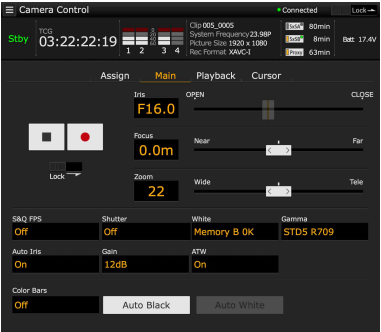 Camera Control Connected Lock
Stby TCG 03:22:22:19
1 2 3 4
Clip 005_0005
System Frequency 23.98P
Picture Size 1920 x 1080
Rec Format XAVC-I
SxSA 80min
SxSB 8min
Proxy 63min
Batt 17.4V
Assign Main Playback Cursor
Iris OPEN CLOSE
F16.0
Focus Near Far
0.0m
Lock
Zoom Wide Tele
22
S&Q FPS Shutter White Gamma
Off Off Memory B 0K STD5 R709
Auto Iris Gain ATW
On 12dB On
Color Bars
Off Auto Black Auto White